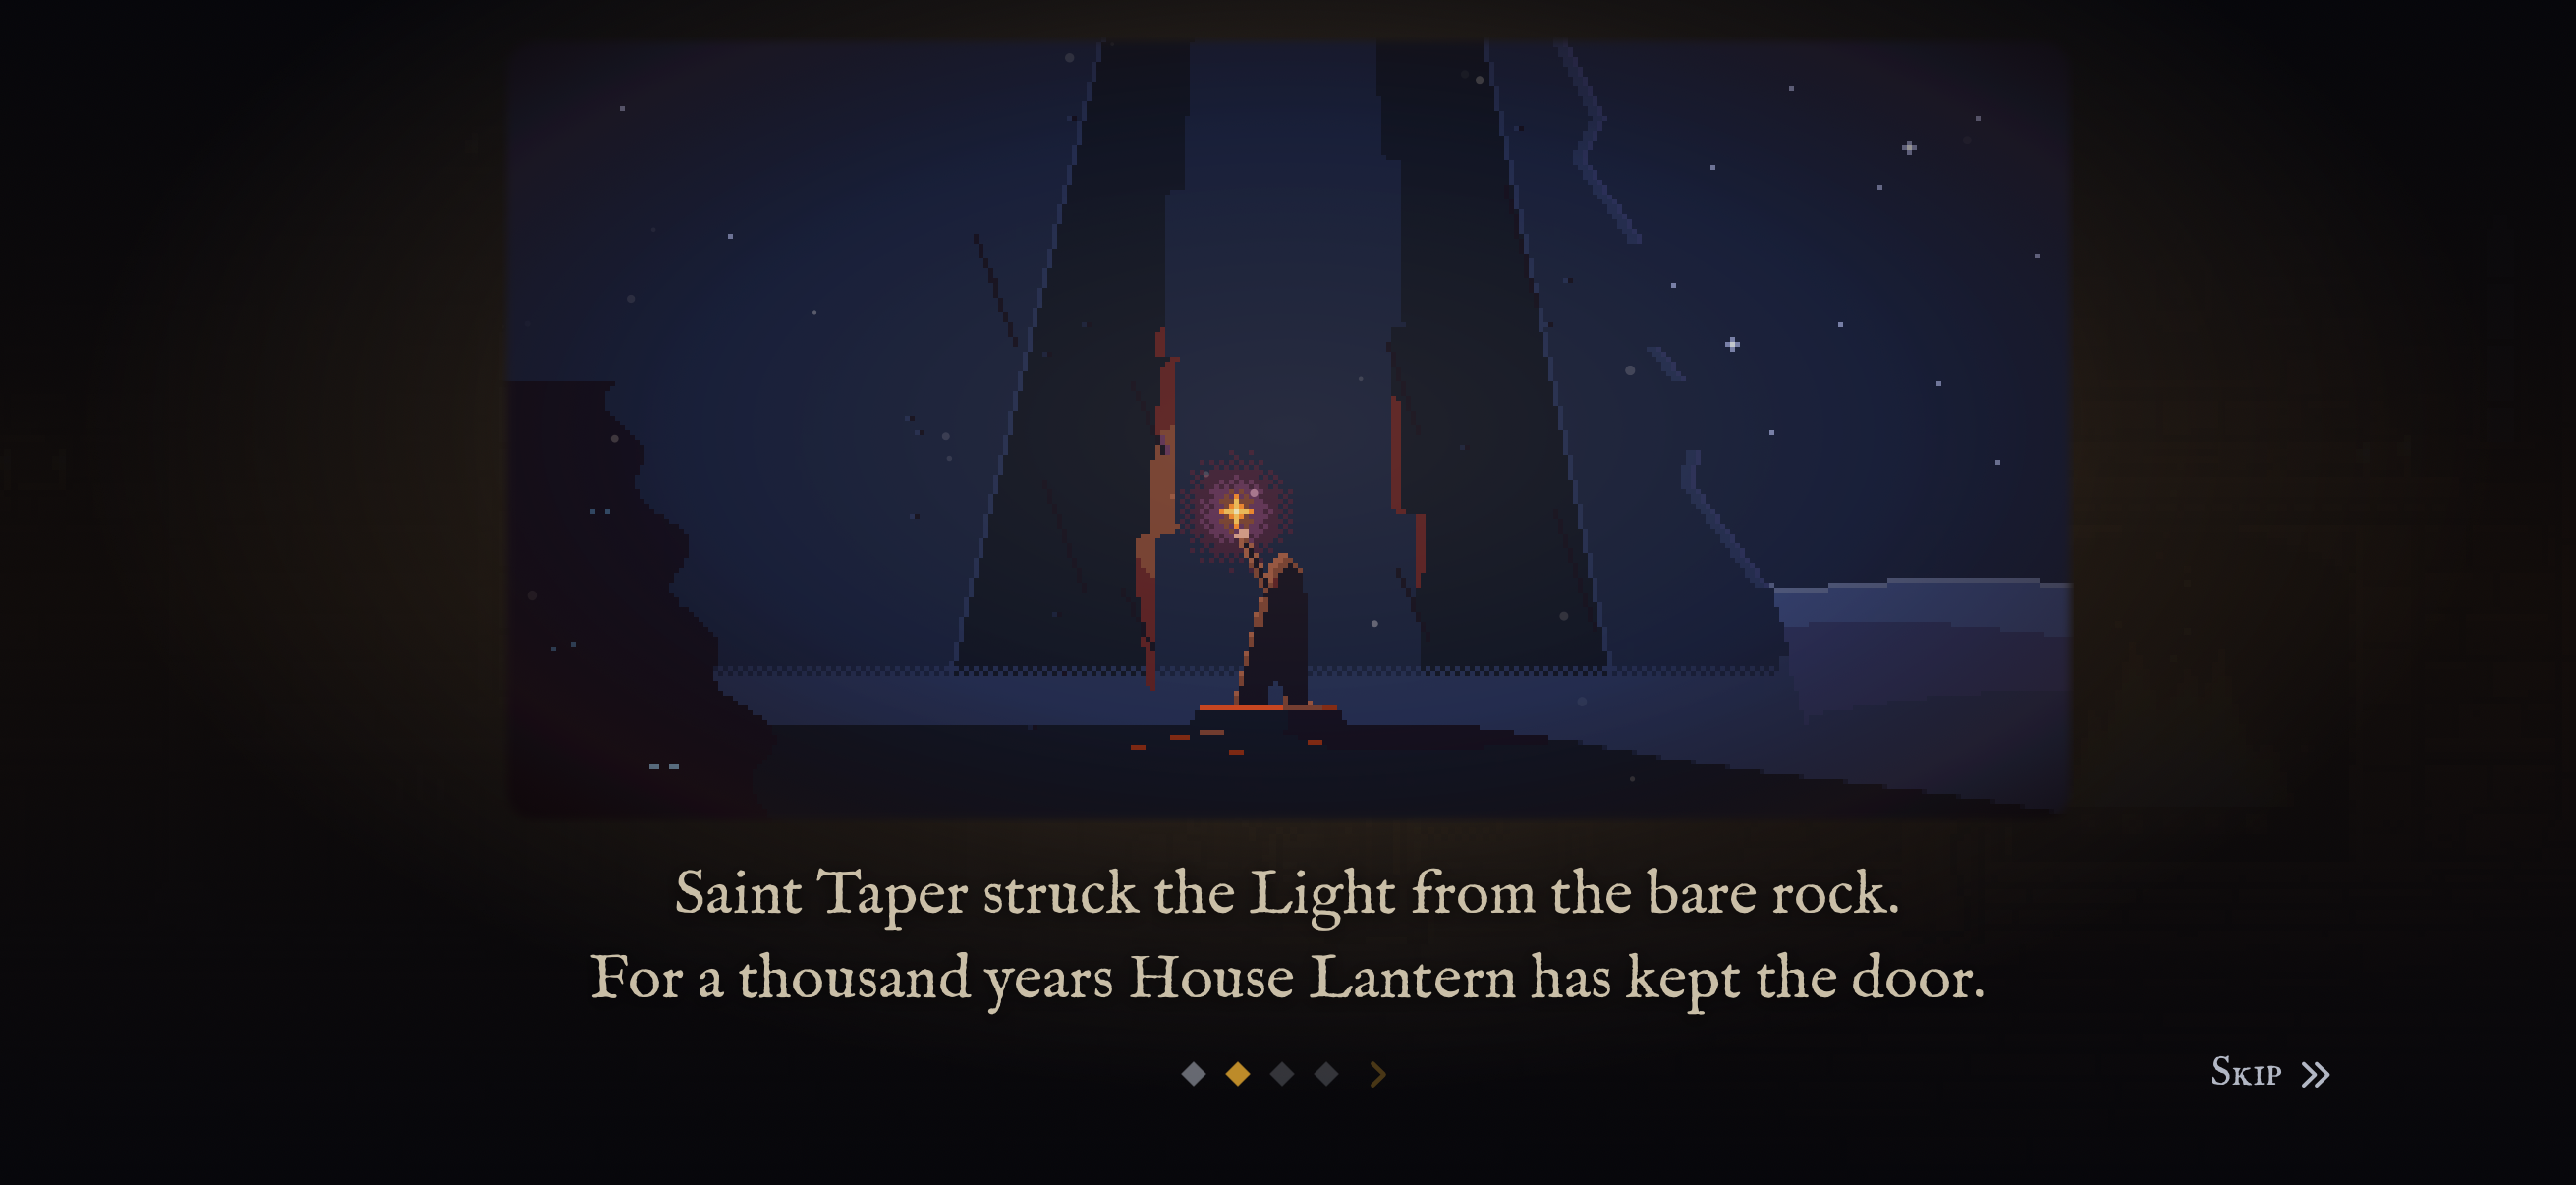 Saint Taper struck the Light from the bare rock.
For a thousand years House Lantern has kept the door.
Skip